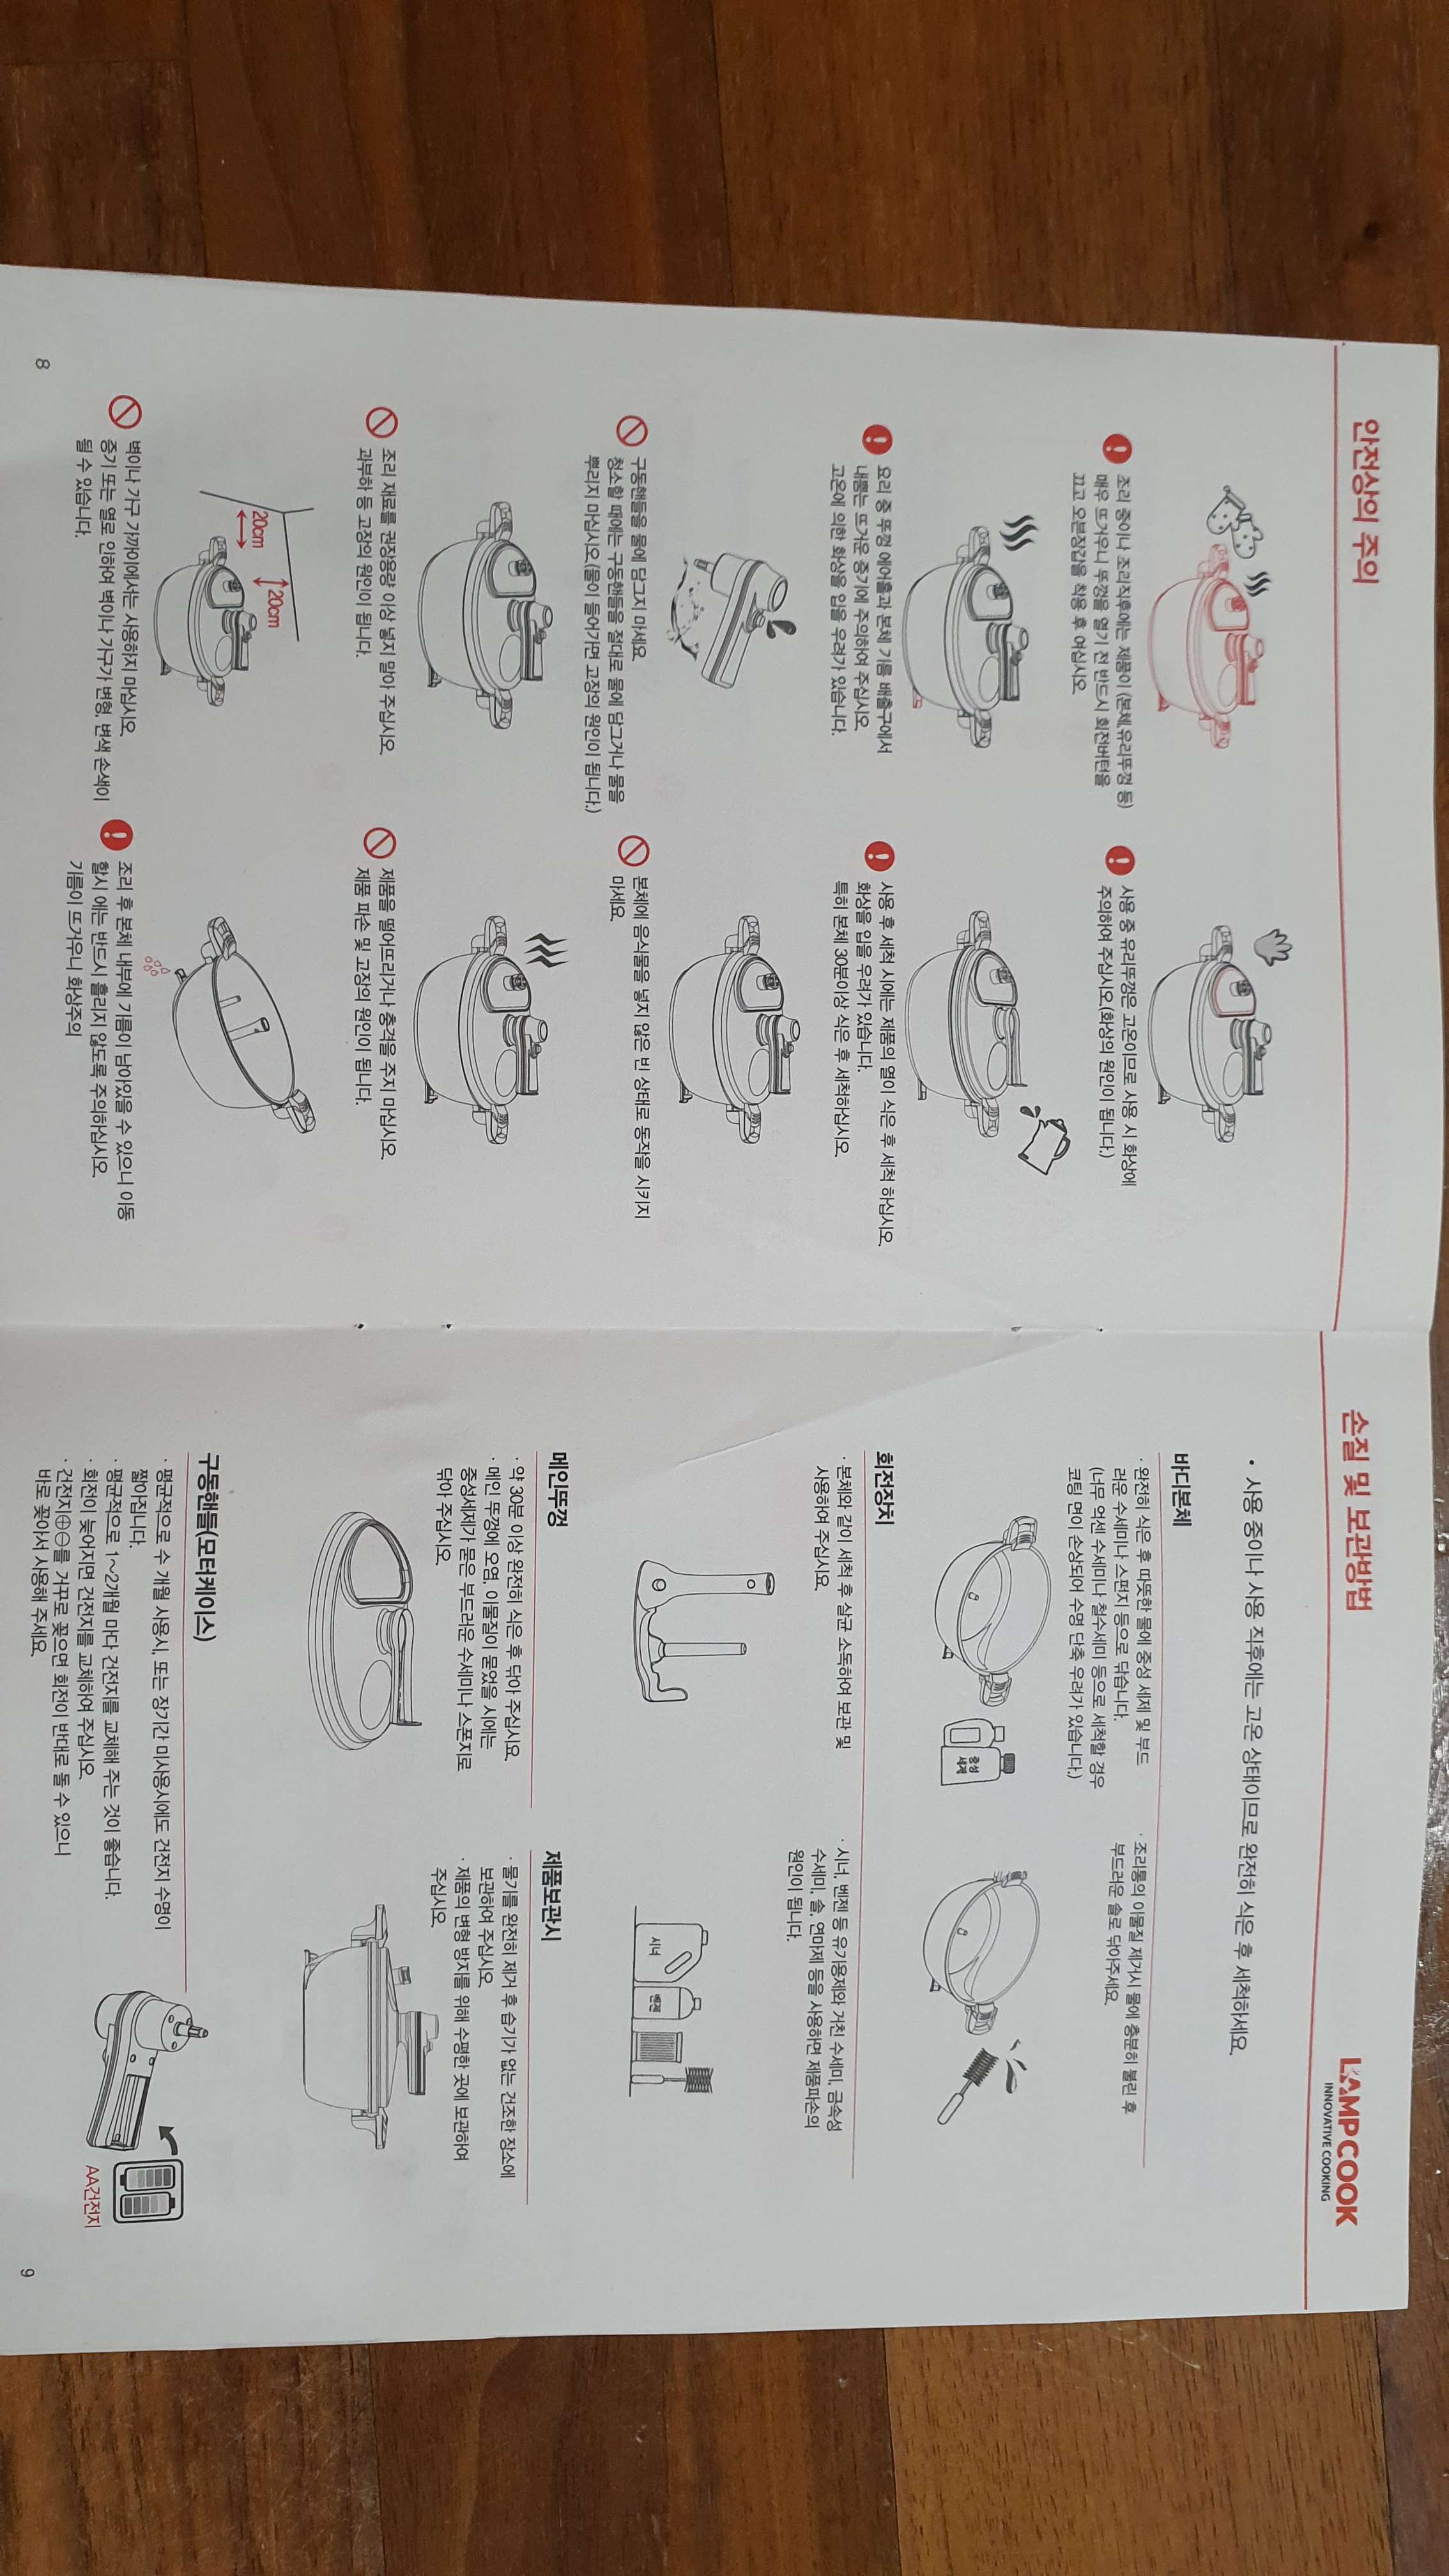 안전상의 주의
조리 중이나 조리직후에는 제품이 (본체,유리뚜껑 등)
매우 뜨거우니 뚜껑을 열기 전 반드시 회전버턴을
끄고 오븐장갑을 착용 후 여십시오.
사용 중 유리뚜껑은 고온이므로 사용 시 화상에
주의하여 주십시오.(화상의 원인이 됩니다.)
요리 중 뚜껑 에어홀과 본체 기름 배출구에서
내뿜는 뜨거운 증기에 주의하여 주십시오.
고온에 의한 화상을 입을 우려가 있습니다.
사용 후 세척 시에는 제품의 열이 식은 후 세척 하십시오.
화상을 입을 우려가 있습니다.
특히 본체 30분이상 식은 후 세척하십시오.
구동핸들을 물에 담그지 마세요.
청소할 때에는 구동핸들을 절대로 물에 담그거나 물을
뿌리지 마십시오.(물이 들어가면 고장의 원인이 됩니다.)
본체에 음식물을 넣지 않은 빈 상태로 동작을 시키지
마세요.
조리 재료를 권장용량 이상 넣지 말아 주십시오.
과부하 등 고장의 원인이 됩니다.
제품을 떨어뜨리거나 충격을 주지 마십시오.
제품 파손 및 고장의 원인이 됩니다.
20cm
20cm
벽이나 가구 가까이에서는 사용하지 마십시오.
증기 또는 열로 인하여 벽이나 가구가 변형, 변색 손색이
될 수 있습니다.
조리 후 본체 내부에 기름이 남아있을 수 있으니 이동
할시 에는 반드시 흘리지 않도록 주의하십시오.
기름이 뜨거우니 화상주의
8
손질 및 보관방법
LAMPCOOK
INNOVATIVE COOKING
• 사용 중이나 사용 직후에는 고온 상태이므로 완전히 식은 후 세척하세요.
바디본체
· 완전히 식은 후 따뜻한 물에 중성 세제 및 부드
러운 수세미나 스펀지 등으로 닦습니다.
(너무 억센 수세미나 철수세미 등으로 세척할 경우
코팅 면이 손상되어 수명 단축 우려가 있습니다.)
중성
세제
· 조리통의 이물질 제거시 물에 충분히 불린 후
부드러운 솔로 닦아주세요.
회전장치
· 본체와 같이 세척 후 살균 소독하여 보관 및
사용하여 주십시요.
· 시너, 벤젠 등 유기용제와 거친 수세미, 금속성
수세미, 솔, 연마제 등을 사용하면 제품파손의
원인이 됩니다.
시너
벤젠
메인뚜껑
· 약 30분 이상 완전히 식은 후 닦아 주십시요.
· 메인 뚜껑에 오염, 이물질이 묻었을 시에는
중성세제가 묻은 부드러운 수세미나 스폰지로
닦아 주십시오.
제품보관시
· 물기를 완전히 제거 후 습기가 없는 건조한 장소에
보관하여 주십시오.
· 제품의 변형 방지를 위해 수평한 곳에 보관하여
주십시오.
구동핸들(모터케이스)
· 평균적으로 수 개월 사용시, 또는 장기간 미사용시에도 건전지 수명이
짧아집니다.
· 평균적으로 1~2개월 마다 건전지를 교체해 주는 것이 좋습니다.
· 회전이 늦어지면 건전지를 교체하여 주십시오.
· 건전지⊕⊖를 거꾸로 꽂으면 회전이 반대로 돌 수 있으니
바로 꽂아서 사용해 주세요.
AA건전지
9